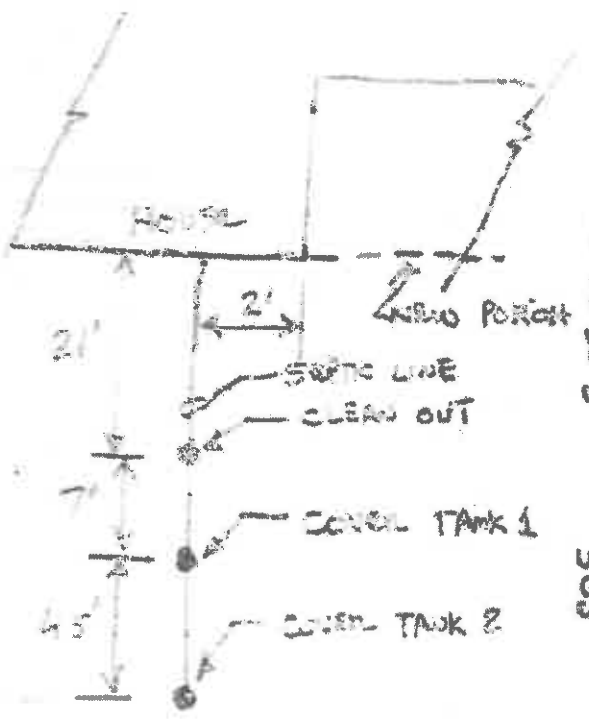 HOUSE
2'
21'
SEPTIC LINE
CLEAN OUT
7'
COVER TANK 1
COVER TANK 2